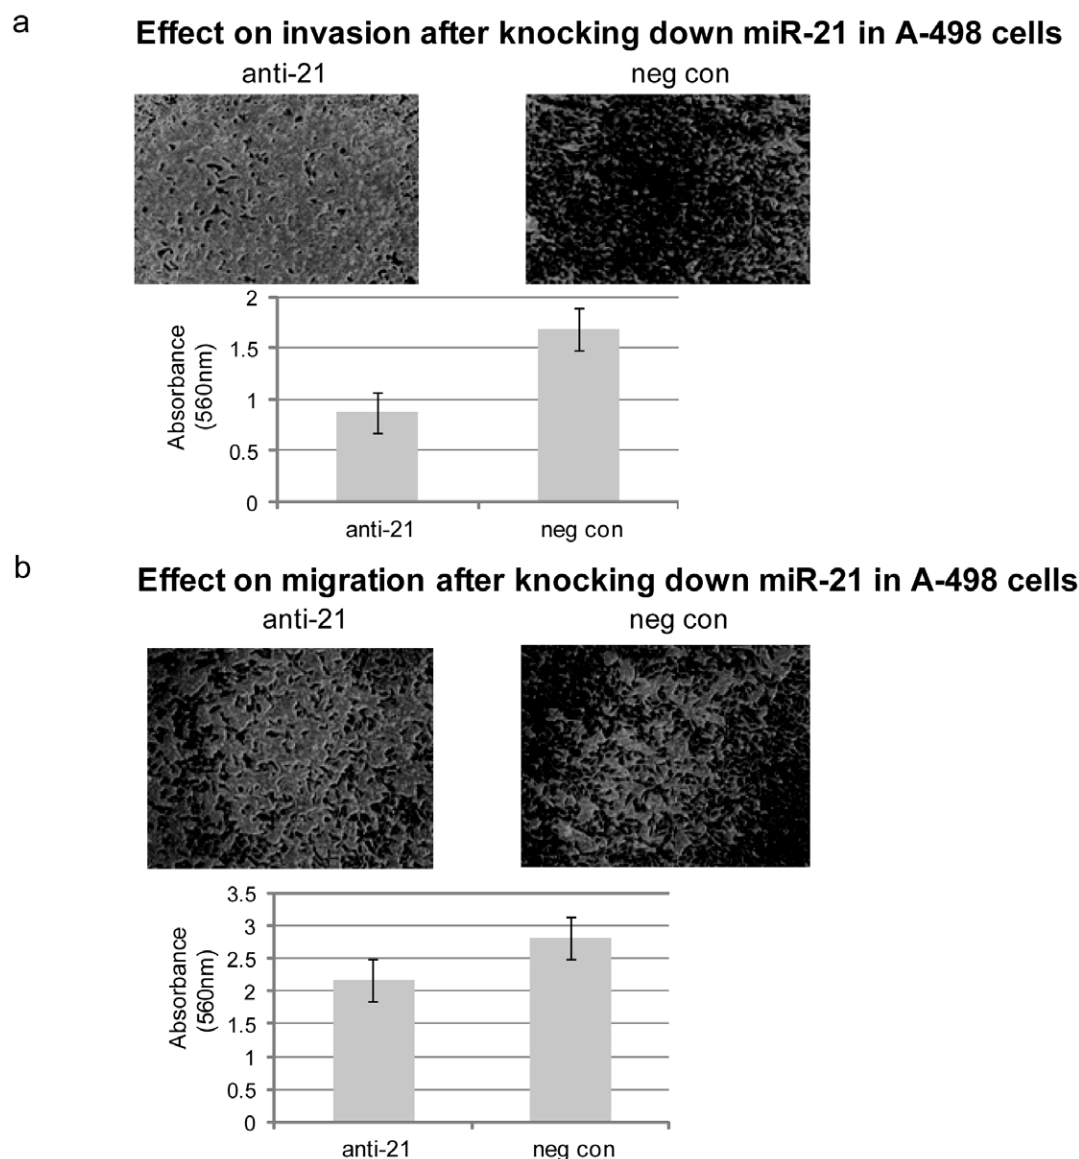 a
Effect on invasion after knocking down miR-21 in A-498 cells
anti-21 neg con
2
1.5
1
0.5
0
Absorbance
(560nm)
anti-21 neg con
b
Effect on migration after knocking down miR-21 in A-498 cells
anti-21 neg con
3.5
3
2.5
2
1.5
1
0.5
0
Absorbance
(560nm)
anti-21 neg con